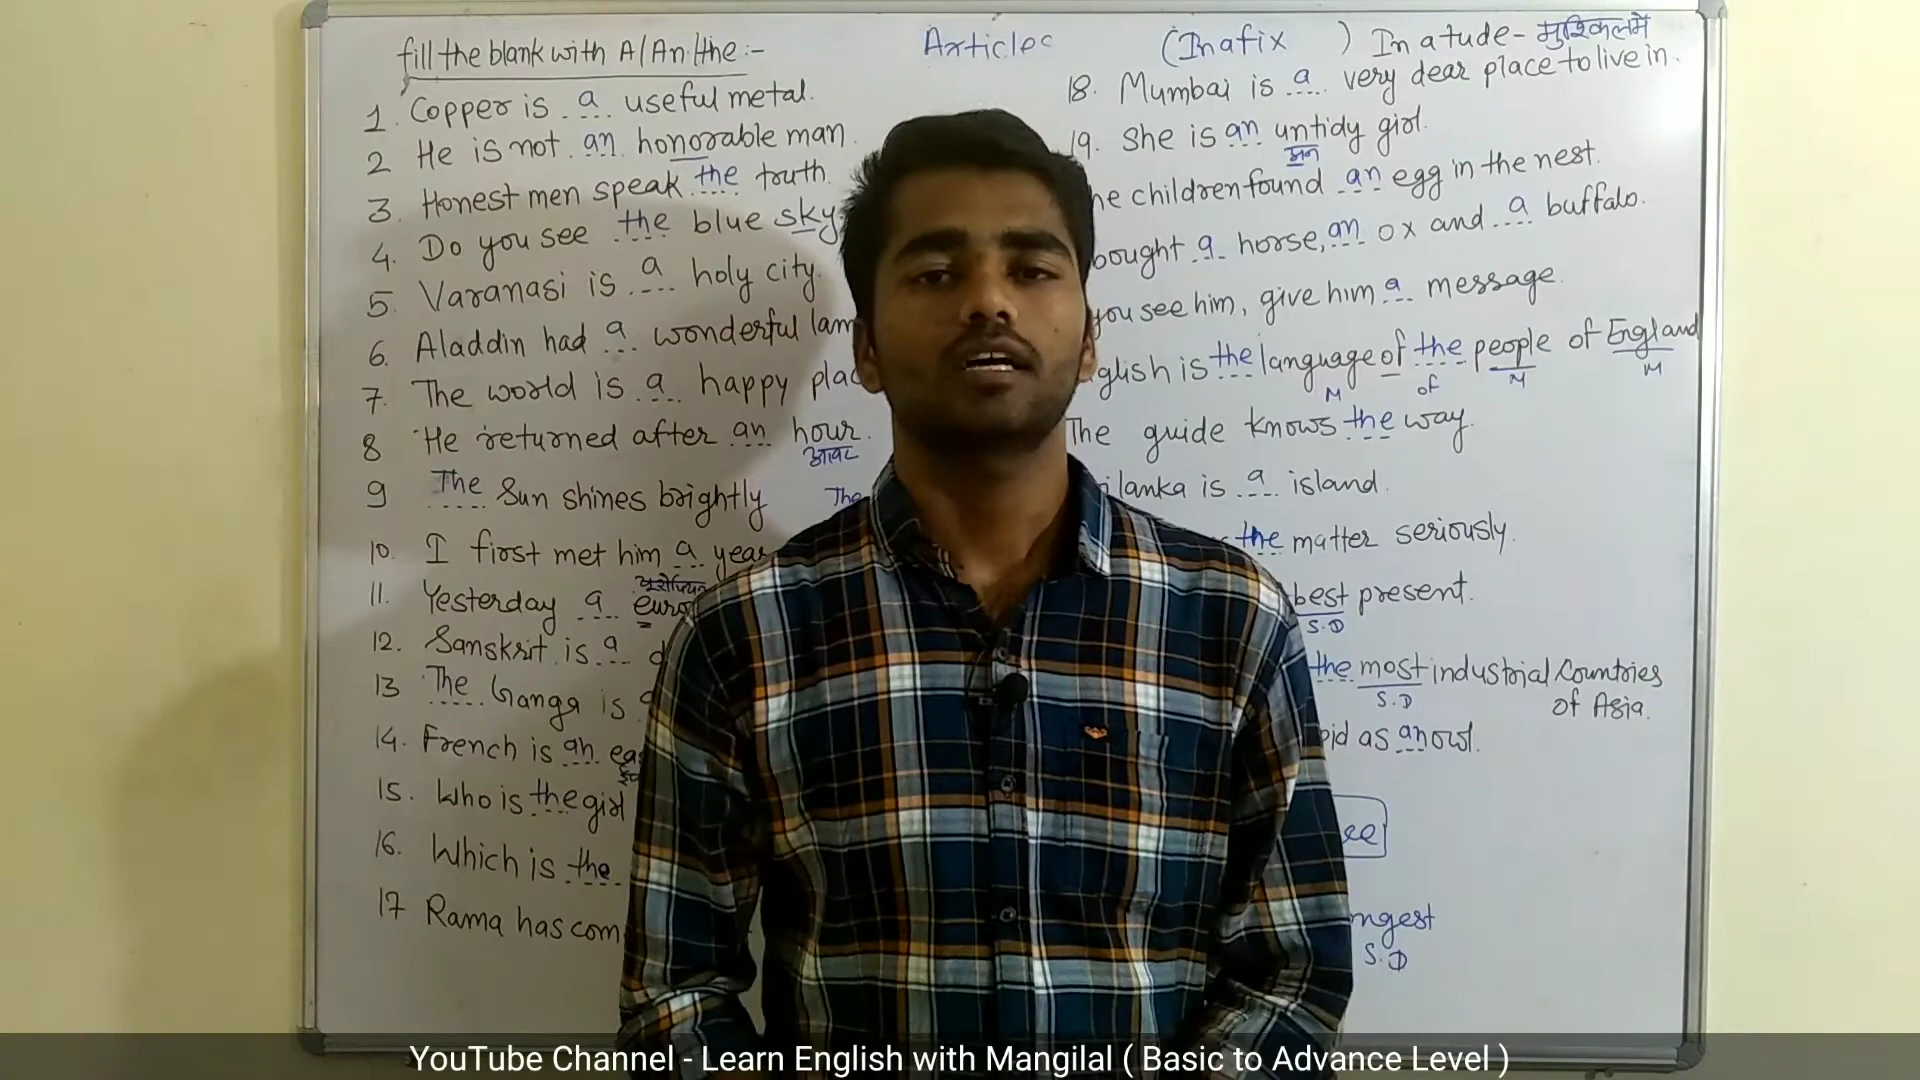 fill the blank with A/An/the :-
Articles
(In a fix ) In a tude - मुश्किल में
1. Copper is a useful metal.
2 He is not an honorable man.
3. Honest men speak the truth.
4. Do you see the blue sky
5. Varanasi is a holy city.
6. Aladdin had a wonderful lam
7. The world is a happy plac
8 He returned after an hour.
आवर
9 The Sun shines brightly
The
10. I first met him a year
11. Yesterday a euro
यूरोपियन
12. Sanskrit is a d
13 The Ganga is
14. French is an eas
15. Who is the girl
16. Which is the
17 Rama has com
18. Mumbai is a very dear place to live in.
19. She is an untidy girl.
अन
he children found an egg in the nest.
bought a horse, an ox and a buffalo.
you see him, give him a message.
glish is the language of the people of England
M of M M
The guide knows the way.
ilanka is a island.
the matter seriously.
best present.
S.D
the most industrial Countries
S.D
of Asia.
pid as an owl.
ee
ngest
S.D
YouTube Channel - Learn English with Mangilal ( Basic to Advance Level )